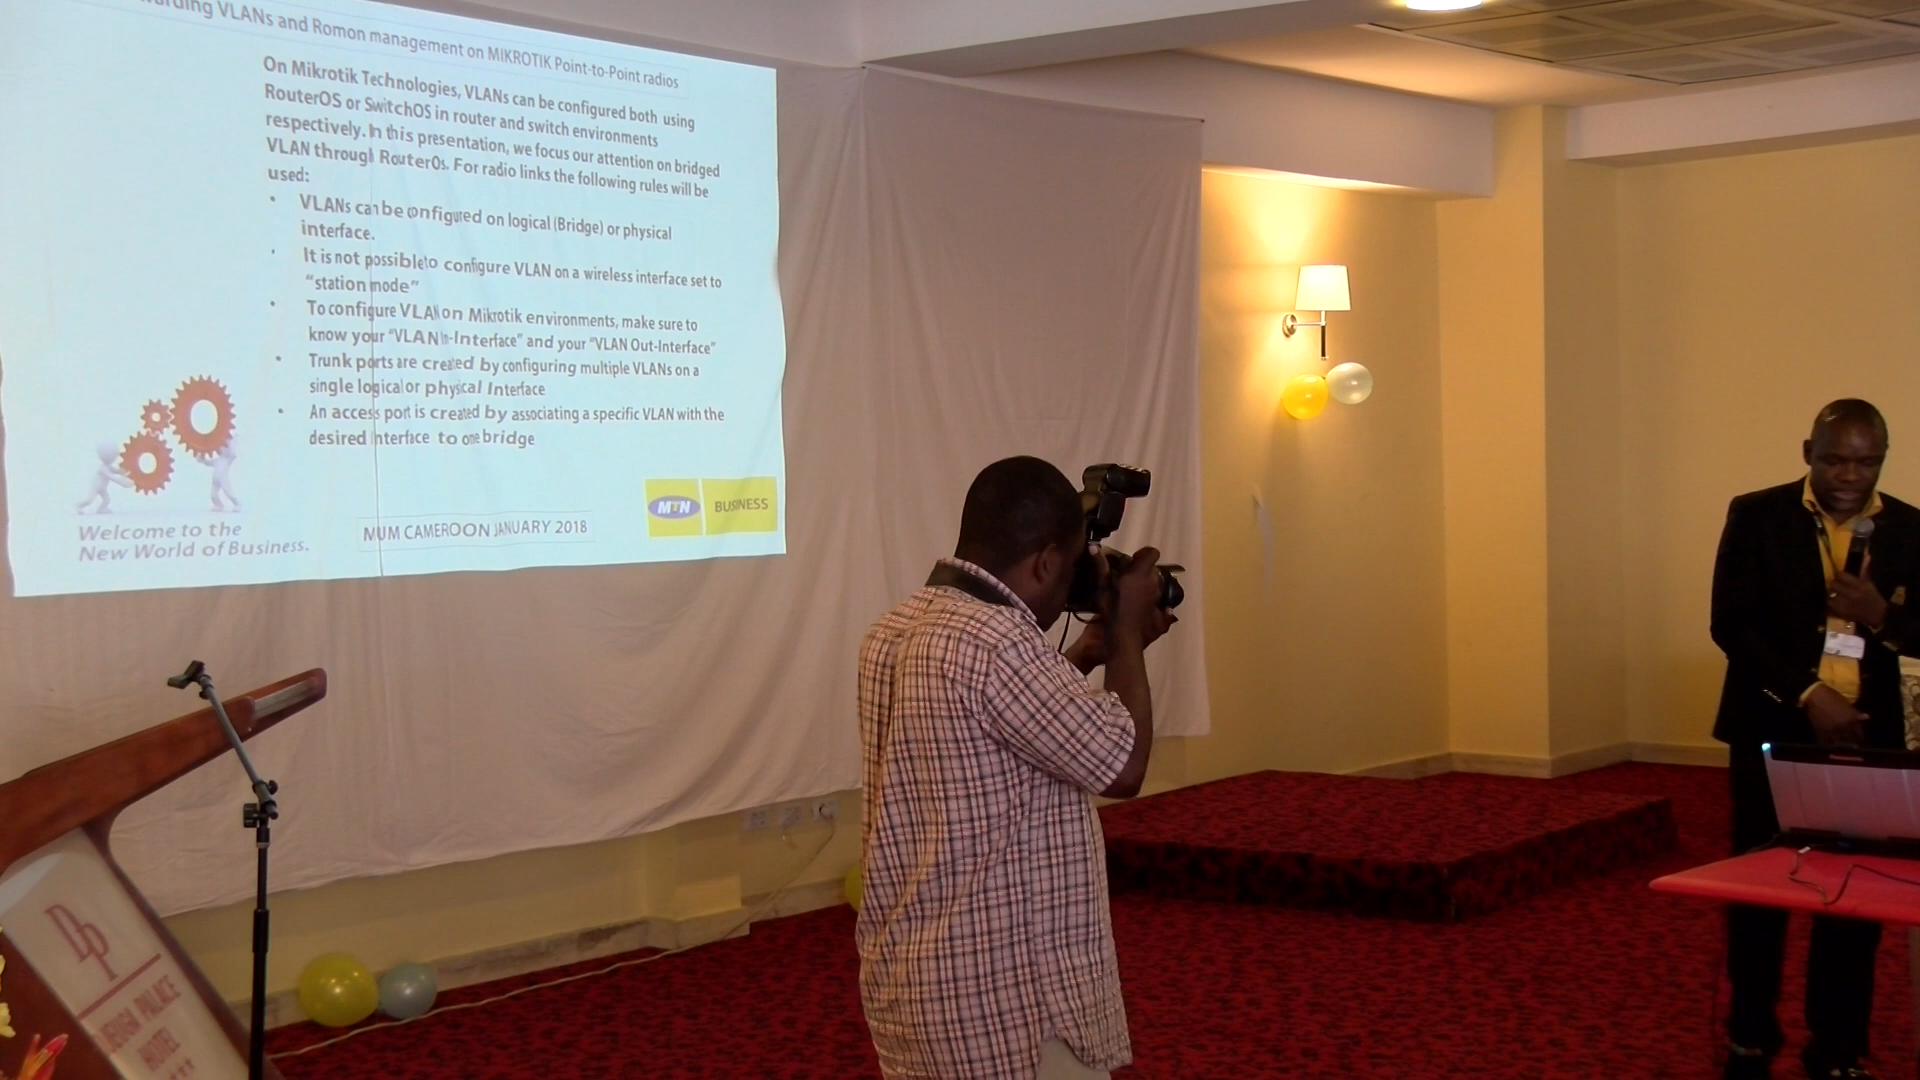 VLANs and Romon management on MIKROTIK Point-to-Point radios
On Mikrotik Technologies, VLANs can be configured both using
RouterOS or SwitchOS in router and switch environments
respectively. In this presentation, we focus our attention on bridged
VLAN through RouterOs. For radio links the following rules will be
used:
• VLANs can be configured on logical (Bridge) or physical
interface.
• It is not possible to configure VLAN on a wireless interface set to
"station mode"
• To configure VLAN on Mikrotik environments, make sure to
know your "VLAN In-Interface" and your "VLAN Out-Interface"
• Trunk ports are created by configuring multiple VLANs on a
single logical or physical Interface
• An access port is created by associating a specific VLAN with the
desired interface to one bridge
Welcome to the
New World of Business.
MUM CAMEROON JANUARY 2018
MTN
BUSINESS
DP
PALACE
HOTEL